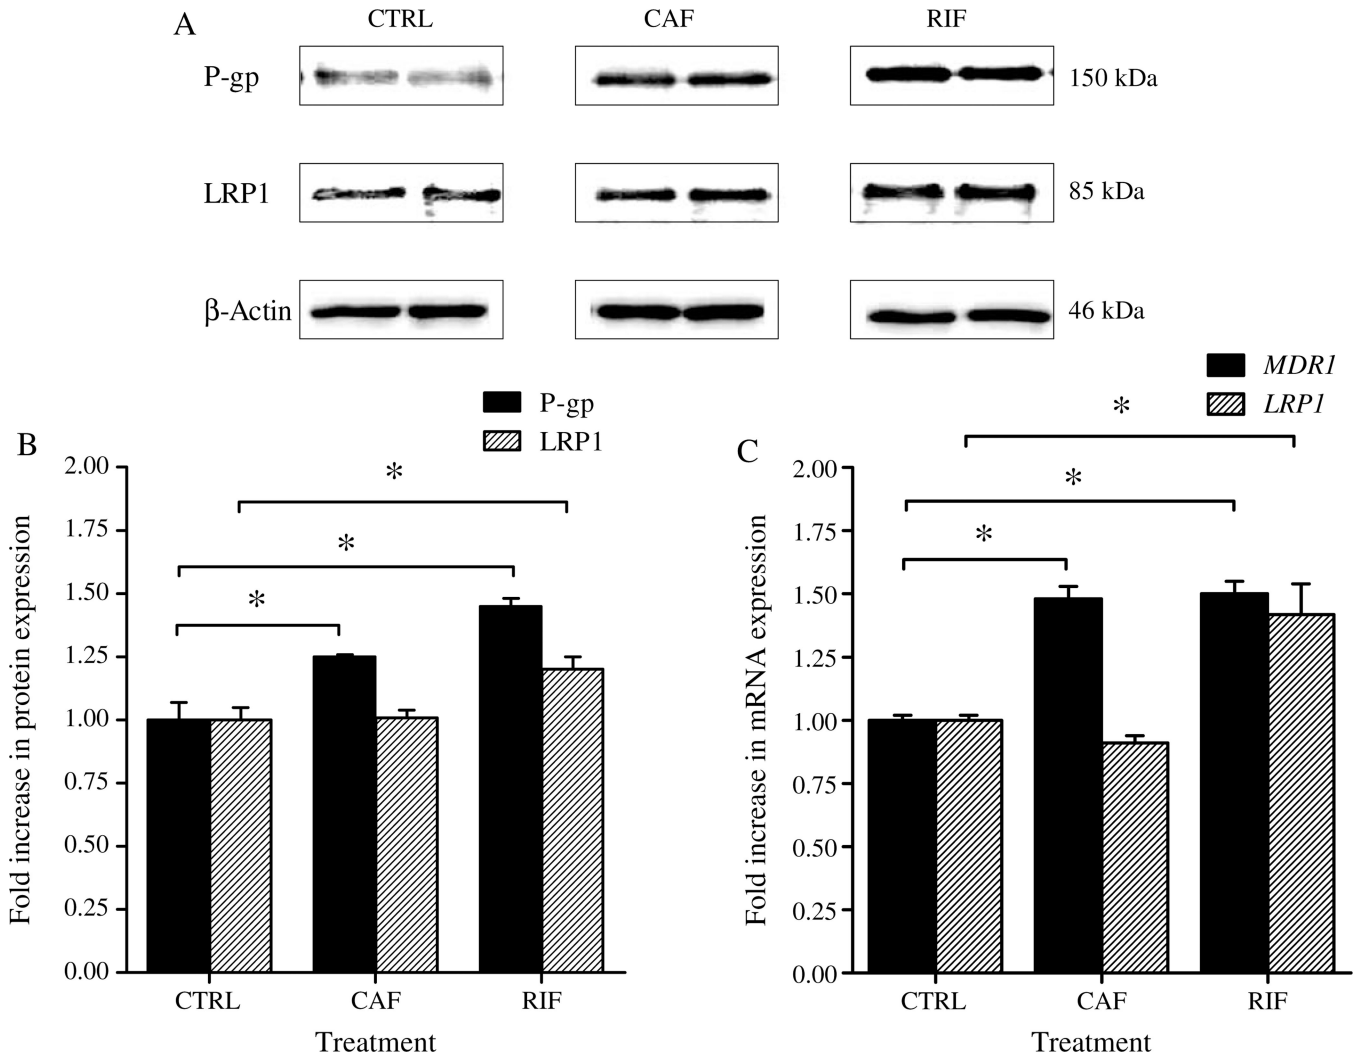 A
CTRL
CAF
RIF
P-gp
150 kDa
LRP1
85 kDa
β-Actin
46 kDa
B
P-gp
LRP1
Fold increase in protein expression
2.00
1.75
1.50
1.25
1.00
0.75
0.50
0.25
0.00
*
*
*
CTRL
CAF
RIF
Treatment
C
MDR1
LRP1
Fold increase in mRNA expression
2.00
1.75
1.50
1.25
1.00
0.75
0.50
0.25
0.00
*
*
*
CTRL
CAF
RIF
Treatment